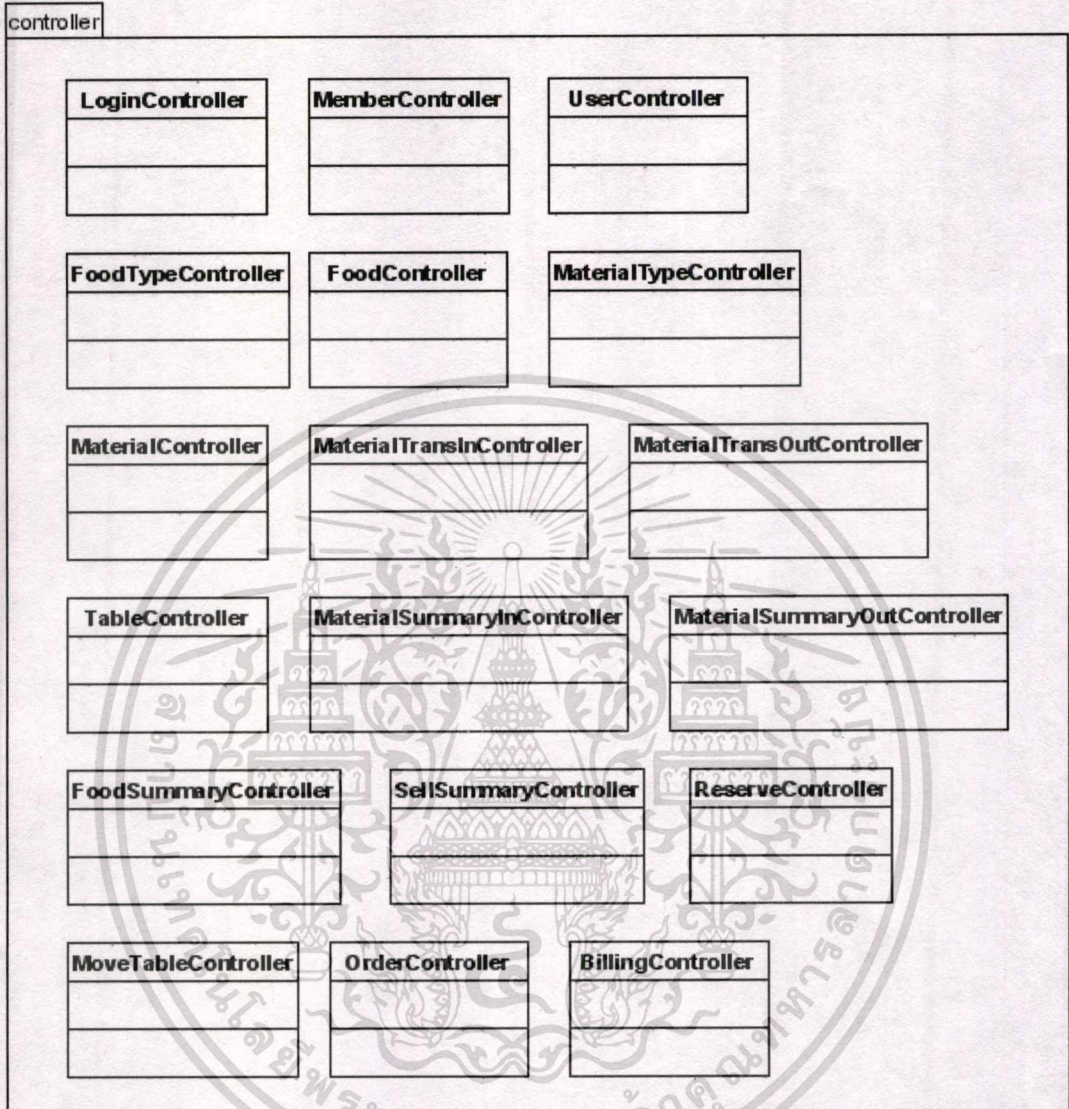 controller
LoginController MemberController UserController
FoodTypeController FoodController MaterialTypeController
MaterialController MaterialTransInController MaterialTransOutController
TableController MaterialSummaryInController MaterialSummaryOutController
FoodSummaryController SellSummaryController ReserveController
MoveTableController OrderController BillingController